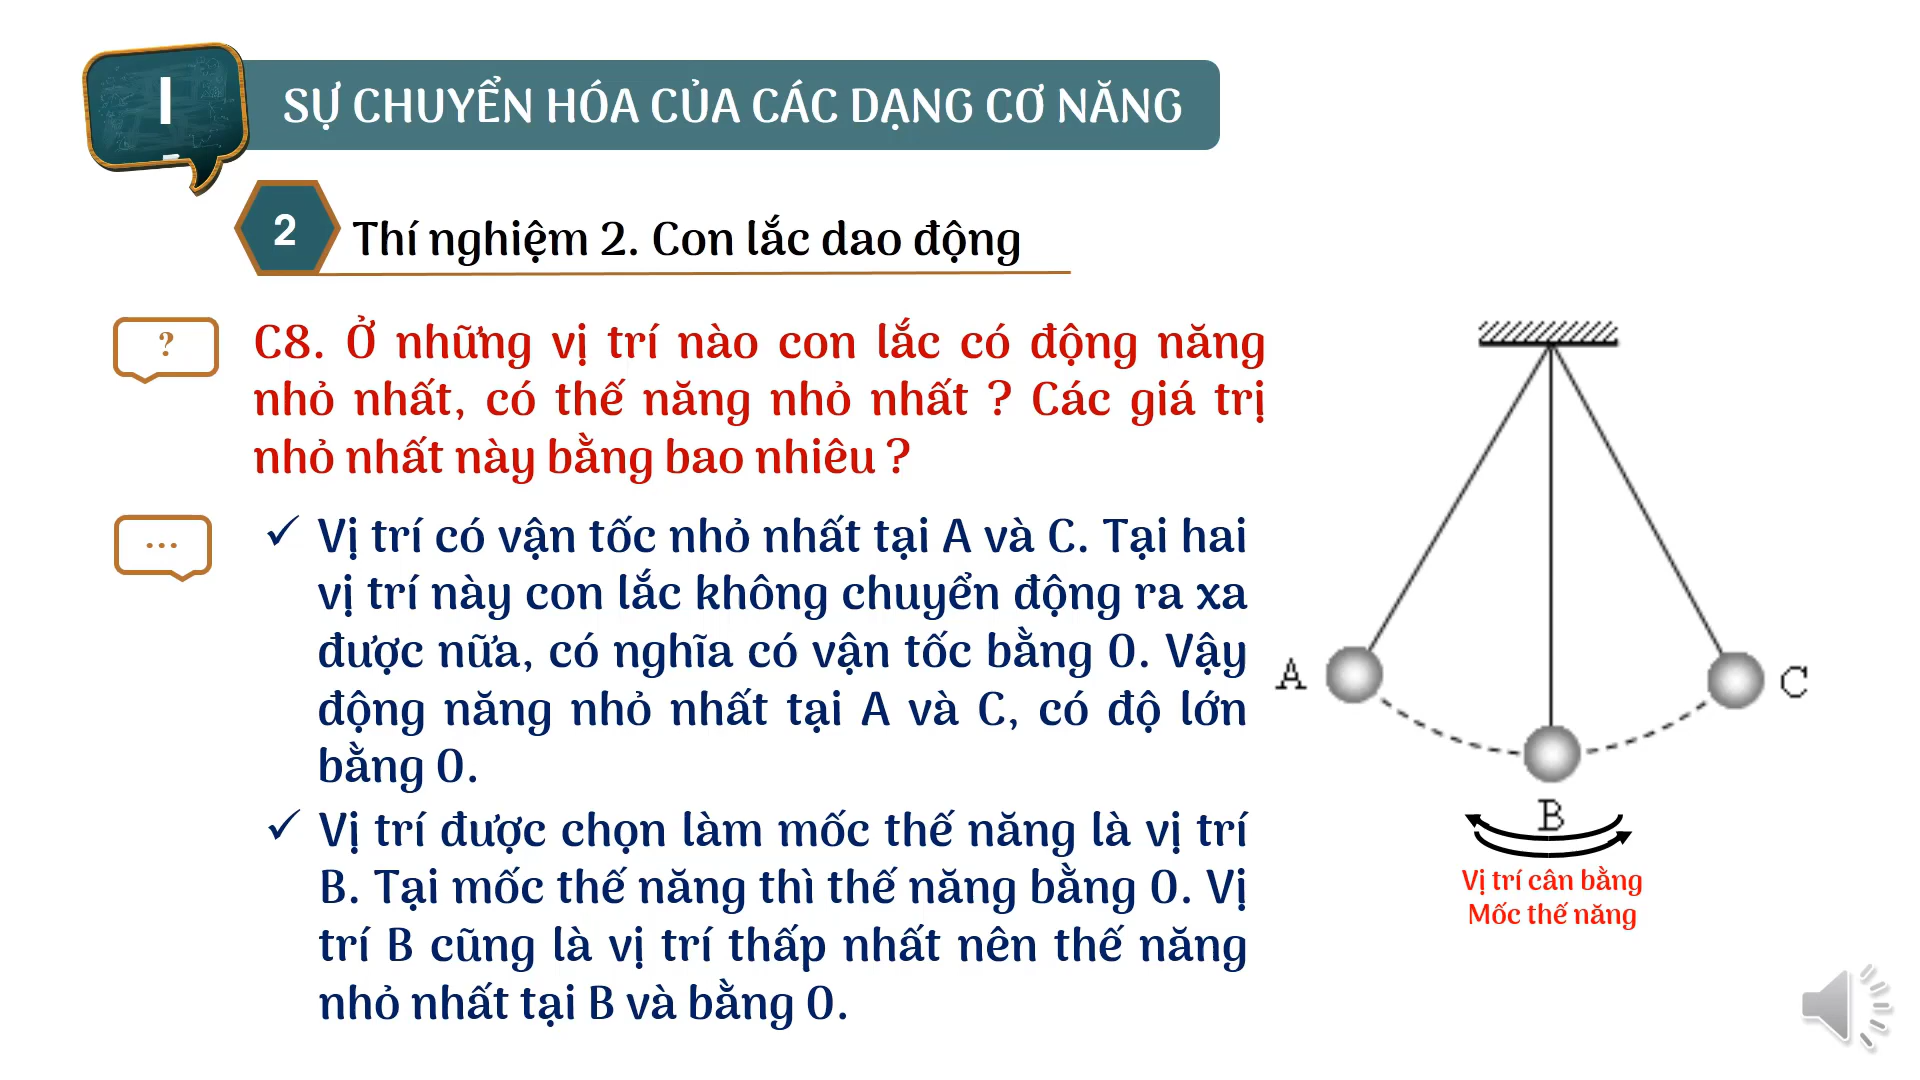 I
SỰ CHUYỂN HÓA CỦA CÁC DẠNG CƠ NĂNG
2
Thí nghiệm 2. Con lắc dao động
?
C8. Ở những vị trí nào con lắc có động năng
nhỏ nhất, có thế năng nhỏ nhất ? Các giá trị
nhỏ nhất này bằng bao nhiêu ?
...
✓ Vị trí có vận tốc nhỏ nhất tại A và C. Tại hai
vị trí này con lắc không chuyển động ra xa
được nữa, có nghĩa có vận tốc bằng 0. Vậy
động năng nhỏ nhất tại A và C, có độ lớn
bằng 0.
✓ Vị trí được chọn làm mốc thế năng là vị trí
B. Tại mốc thế năng thì thế năng bằng 0. Vị
trí B cũng là vị trí thấp nhất nên thế năng
nhỏ nhất tại B và bằng 0.
A
C
B
Vị trí cân bằng
Mốc thế năng